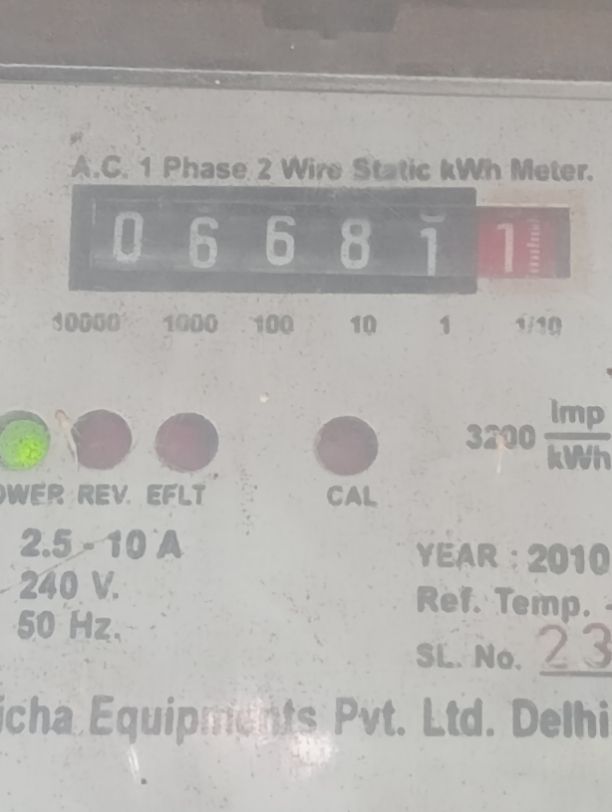 A.C. 1 Phase 2 Wire Static kWh Meter.
0 6 6 8 1 1
10000 1000 100 10 1 1/10
3200 Imp/kWh
OWER REV. EFLT CAL
2.5 - 10 A
240 V.
50 Hz.
YEAR : 2010
Ref. Temp.
SL. No. 23
icha Equipments Pvt. Ltd. Delhi